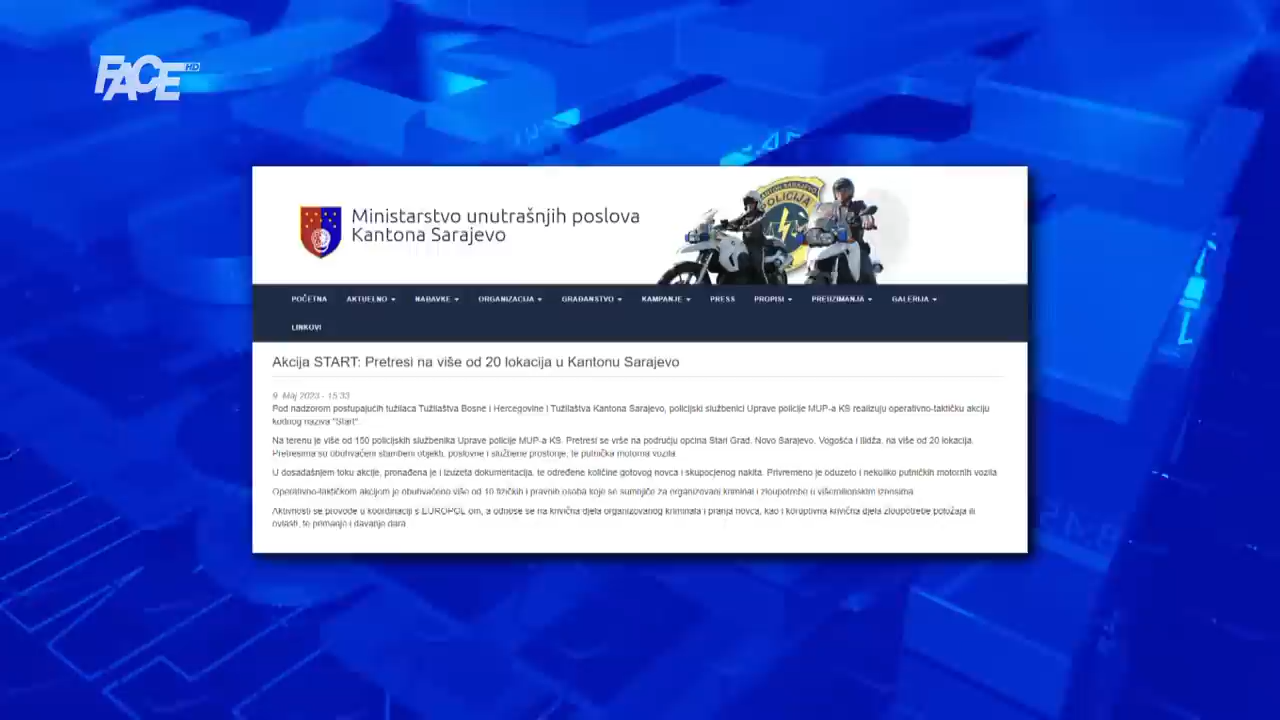 FACE HD
KANTON SARAJEVO
POLICIJA
Ministarstvo unutrašnjih poslova
Kantona Sarajevo
POČETNA AKTUELNO NABAVKE ORGANIZACIJA GRAĐANSTVO KAMPANJE PRESS PROPISI PREUZIMANJA GALERIJA
LINKOVI
Akcija START: Pretresi na više od 20 lokacija u Kantonu Sarajevo
9. Maj 2023 - 15:33
Pod nadzorom postupajućih tužilaca Tužilaštva Bosne i Hercegovine i Tužilaštva Kantona Sarajevo, policijski službenici Uprave policije MUP-a KS realizuju operativno-taktičku akciju
kodnog naziva "Start".
Na terenu je više od 150 policijskih službenika Uprave policije MUP-a KS. Pretresi se vrše na području općina Stari Grad, Novo Sarajevo, Vogošća i Ilidža, na više od 20 lokacija.
Pretresima su obuhvaćeni stambeni objekti, poslovne i službene prostorije, te putnička motorna vozila.
U dosadašnjem toku akcije, pronađena je i izuzeta dokumentacija, te određene količine gotovog novca i skupocjenog nakita. Privremeno je oduzeto i nekoliko putničkih motornih vozila
Operativno-taktičkom akcijom je obuhvaćeno više od 10 fizičkih i pravnih osoba koje se sumnjiče za organizovani kriminal i zloupotrebe u višemilionskim iznosima.
Aktivnosti se provode u koordinaciji s EUROPOL-om, a odnose se na krivična djela organizovanog kriminala i pranja novca, kao i koruptivna krivična djela zloupotrebe položaja ili
ovlasti, te primanje i davanje dara.